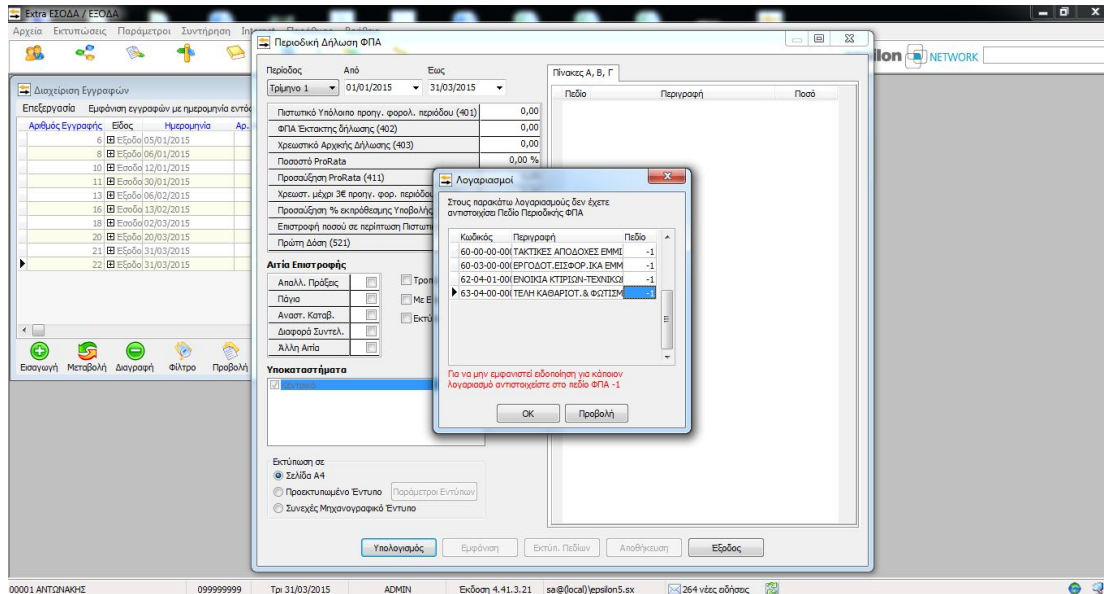 Extra ΕΣΟΔΑ / ΕΞΟΔΑ
Αρχεία Εκτυπώσεις Παράμετροι Συντήρηση
NETWORK
Διαχείριση Εγγραφών
Επεξεργασία Εμφάνιση εγγραφών με ημερομηνία εντός
Αριθμός Εγγραφής Είδος Ημερομηνία Αρ.
6 Εξοδο 05/01/2015
8 Εξοδο 06/01/2015
10 Εσοδο 12/01/2015
11 Εσοδο 30/01/2015
13 Εξοδο 06/02/2015
16 Εσοδο 13/02/2015
18 Εσοδο 02/03/2015
20 Εξοδο 20/03/2015
21 Εξοδο 31/03/2015
22 Εξοδο 31/03/2015
Εισαγωγή Μεταβολή Διαγραφή Φίλτρο Προβολή
Περιοδική Δήλωση ΦΠΑ
Περίοδος Από Εως
Τρίμηνο 1 01/01/2015 31/03/2015
Πιστωτικό Υπόλοιπο προηγ. φορολ. περιόδου (401) 0,00
ΦΠΑ Έκτακτης δήλωσης (402) 0,00
Χρεωστικό Αρχικής Δήλωσης (403) 0,00
Ποσοστό ProRata 0,00 %
Προσαύξηση ProRata (411)
Χρεωστ. μέχρι 3€ προηγ. φορ. περιόδου
Προσαύξηση % εκπρόθεσμης Υποβολής
Επιστροφή ποσού σε περίπτωση
Πρώτη Δόση (521)
Αιτία Επιστροφής
Απαλλ. Πράξεις
Πάγια
Αναστ. Καταβ.
Διαφορά Συντελ.
Άλλη Αιτία
Υποκαταστήματα
Κεντρικό
Εκτύπωση σε
Σελίδα Α4
Προεκτυπωμένο Έντυπο Παράμετροι Εντύπων
Συνεχές Μηχανογραφικό Έντυπο
Πίνακες Α, Β, Γ
Πεδίο Περιγραφή Ποσό
Λογαριασμοί
Στους παρακάτω λογαριασμούς δεν έχετε
αντιστοιχίσει Πεδίο Περιοδικής ΦΠΑ
Κωδικός Περιγραφή Πεδίο
60-00-00-00 ΤΑΚΤΙΚΕΣ ΑΠΟΔΟΧΕΣ ΕΜΜΙ -1
60-03-00-00 ΕΡΓΟΔΟΤ.ΕΙΣΦΟΡ.ΙΚΑ ΕΜΜ -1
62-04-01-00 ΕΝΟΙΚΙΑ ΚΤΙΡΙΩΝ-ΤΕΧΝΙΚΩ -1
63-04-00-00 ΤΕΛΗ ΚΑΘΑΡΙΟΤ.& ΦΩΤΙΣΜ -1
Για να μην εμφανιστεί ειδοποίηση για κάποιον
λογαριασμό αντιστοιχείστε στο πεδίο ΦΠΑ -1
OK Προβολή
Υπολογισμός Εμφάνιση Εκτύπ. Πεδίων Αποθήκευση Εξοδος
00001 ΑΝΤΩΝΑΚΗΣ 099999999 Τρι 31/03/2015 ADMIN Έκδοση 4.41.3.21 sa@(local)\epsilon5.sx 264 νέες ειδήσεις